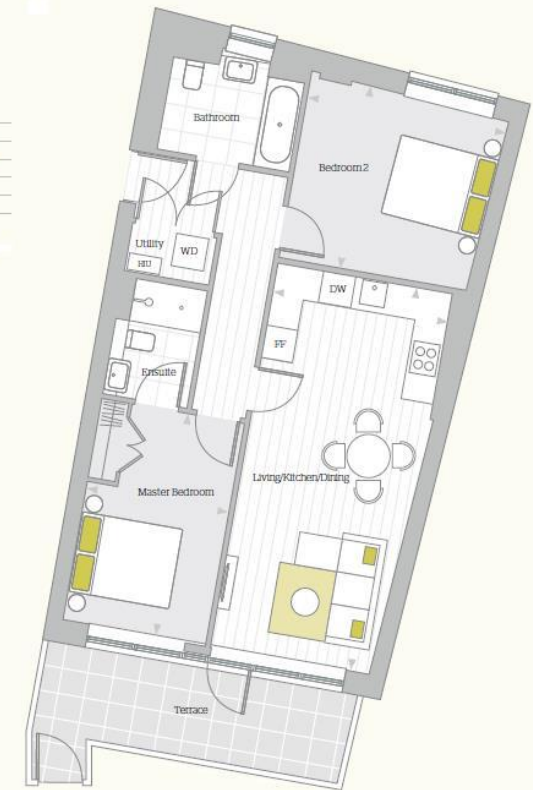 Bathroom
Bedroom 2
Utility
WD
HIU
DW
FF
Ensuite
Living/Kitchen/Dining
Master Bedroom
Terrace